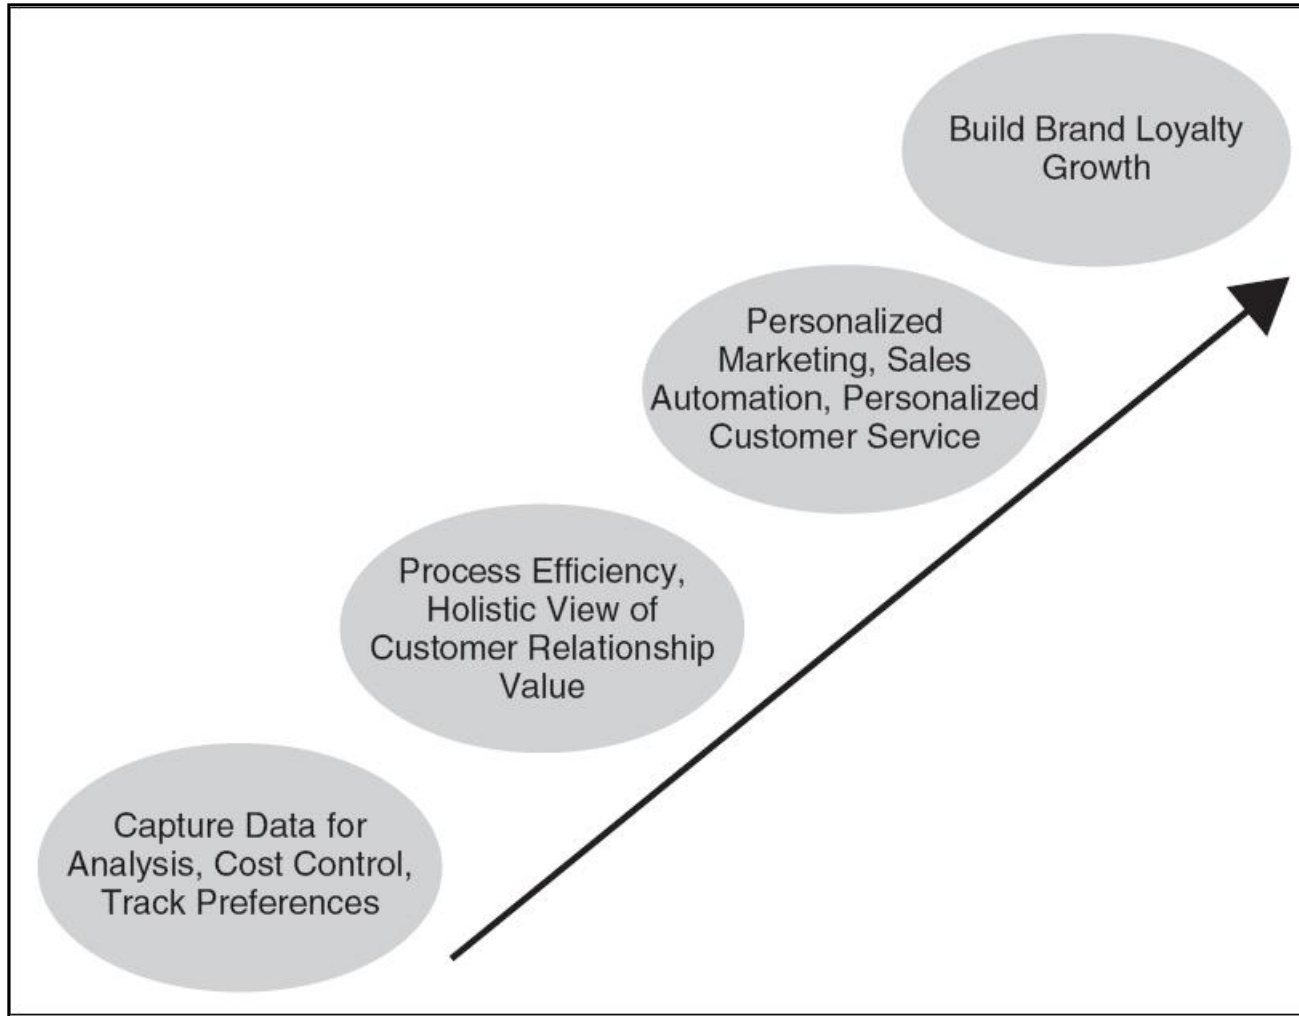 Build Brand Loyalty
Growth
Personalized
Marketing, Sales
Automation, Personalized
Customer Service
Process Efficiency,
Holistic View of
Customer Relationship
Value
Capture Data for
Analysis, Cost Control,
Track Preferences